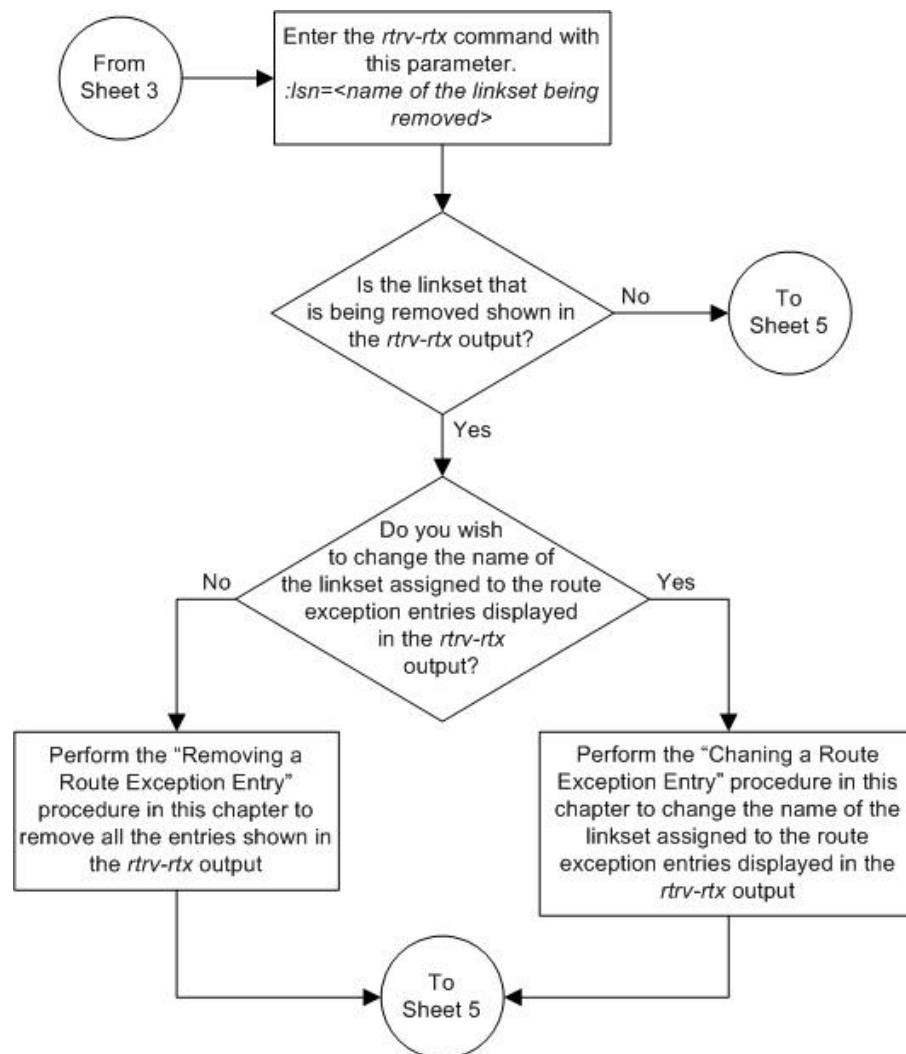 From
Sheet 3
Enter the rtrv-rtx command with
this parameter.
:lsn=<name of the linkset being
removed>
Is the linkset that
is being removed shown in
the rtrv-rtx output?
No
To
Sheet 5
Yes
Do you wish
to change the name of
the linkset assigned to the route
exception entries displayed
in the rtrv-rtx
output?
No
Yes
Perform the “Removing a
Route Exception Entry”
procedure in this chapter to
remove all the entries shown in
the rtrv-rtx output
Perform the “Chaning a Route
Exception Entry” procedure in this
chapter to change the name of the
linkset assigned to the route
exception entries displayed in the
rtrv-rtx output
To
Sheet 5